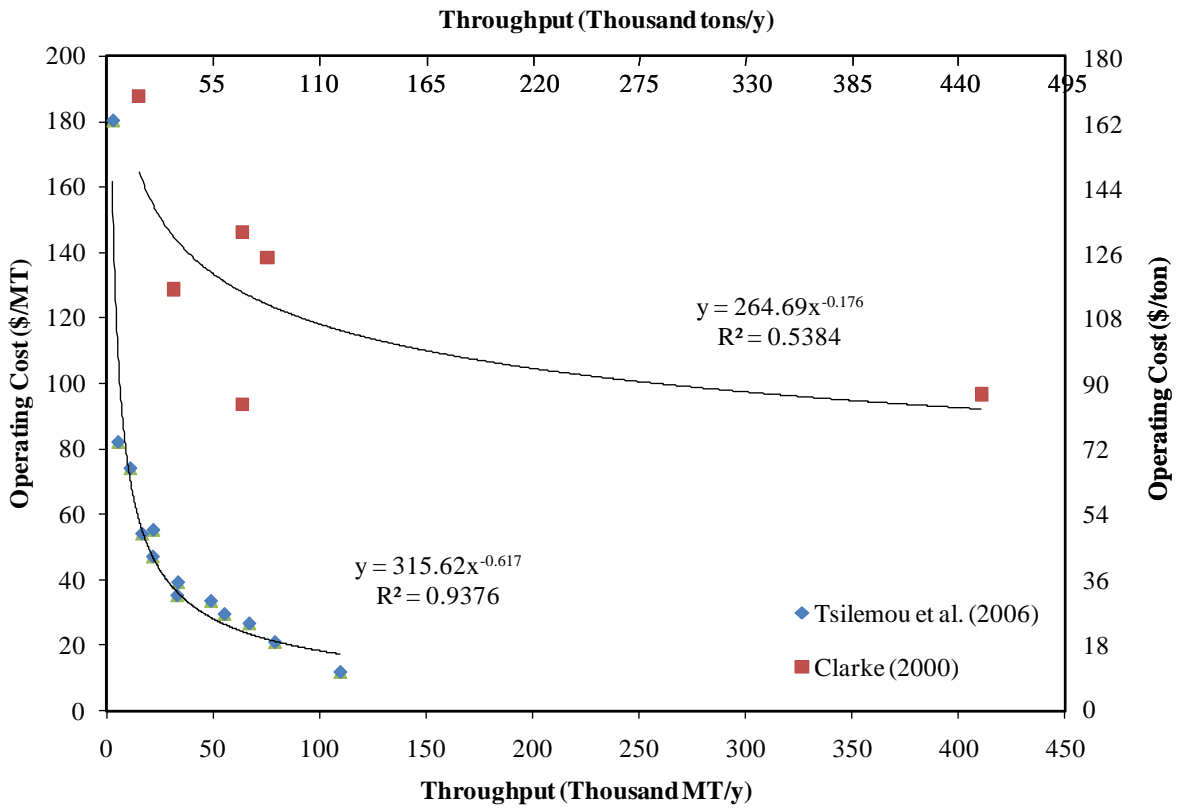 Throughput (Thousand tons/y)
55 110 165 220 275 330 385 440 495
200
180
160
140
120
100
80
60
40
20
0
Operating Cost ($/MT)
180
162
144
126
108
90
72
54
36
18
0
Operating Cost ($/ton)
y = 264.69x^-0.176
R² = 0.5384
y = 315.62x^-0.617
R² = 0.9376
Tsilemou et al. (2006)
Clarke (2000)
0 50 100 150 200 250 300 350 400 450
Throughput (Thousand MT/y)